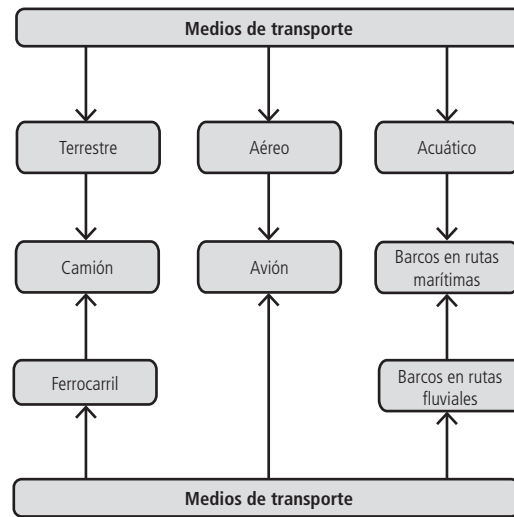 Medios de transporte
Terrestre
Aéreo
Acuático
Camión
Avión
Barcos en rutas
marítimas
Ferrocarril
Barcos en rutas
fluviales
Medios de transporte